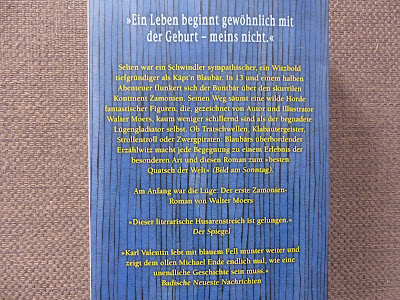 »Ein Leben beginnt gewöhnlich mit
der Geburt – meins nicht.«
Selten war ein Schwindler sympathischer, ein Witzbold
tiefgründiger als Käpt'n Blaubär. In 13 und einem halben
Abenteuer flunkert sich der Buntbär über den skurrilen
Kontinent Zamonien. Seinen Weg säumt eine wilde Horde
fantastischer Figuren, die, gezeichnet von Autor und Illustrator
Walter Moers, kaum weniger schillernd sind als der begnadete
Lügengladiator selbst. Ob Tratschwellen, Klabautergeister,
Strollentroll oder Zwergpiraten: Blaubärs überbordender
Erzählwitz macht jede Begegnung zu einem Erlebnis der
besonderen Art und diesen Roman zum »besten
Quatsch der Welt« (Bild am Sonntag).
Am Anfang war die Lüge: Der erste Zamonien-
Roman von Walter Moers
»Dieser literarische Husarenstreich ist gelungen.«
Der Spiegel
»Karl Valentin lebt mit blauem Fell munter weiter und
zeigt dem ollen Michael Ende endlich mal, wie eine
unendliche Geschichte sein muss.«
Badische Neueste Nachrichten